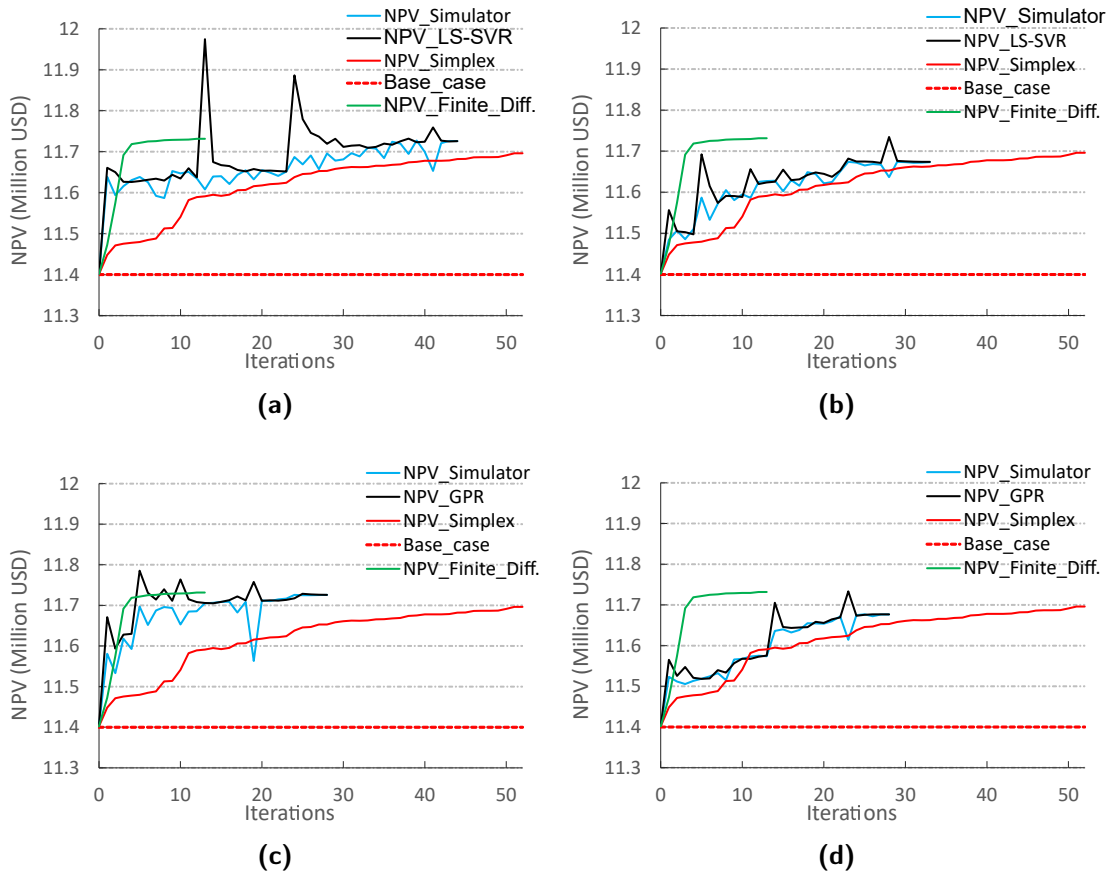 NPV_Simulator
NPV_LS-SVR
NPV_Simplex
Base_case
NPV_Finite_Diff.
12
11.9
11.8
11.7
11.6
11.5
11.4
11.3
NPV (Million USD)
0 10 20 30 40 50
Iterations
(a)
NPV_Simulator
NPV_LS-SVR
NPV_Simplex
Base_case
NPV_Finite_Diff.
12
11.9
11.8
11.7
11.6
11.5
11.4
11.3
NPV (Million USD)
0 10 20 30 40 50
Iterations
(b)
NPV_Simulator
NPV_GPR
NPV_Simplex
Base_case
NPV_Finite_Diff.
12
11.9
11.8
11.7
11.6
11.5
11.4
11.3
NPV (Million USD)
0 10 20 30 40 50
Iterations
(c)
NPV_Simulator
NPV_GPR
NPV_Simplex
Base_case
NPV_Finite_Diff.
12
11.9
11.8
11.7
11.6
11.5
11.4
11.3
NPV (Million USD)
0 10 20 30 40 50
Iterations
(d)